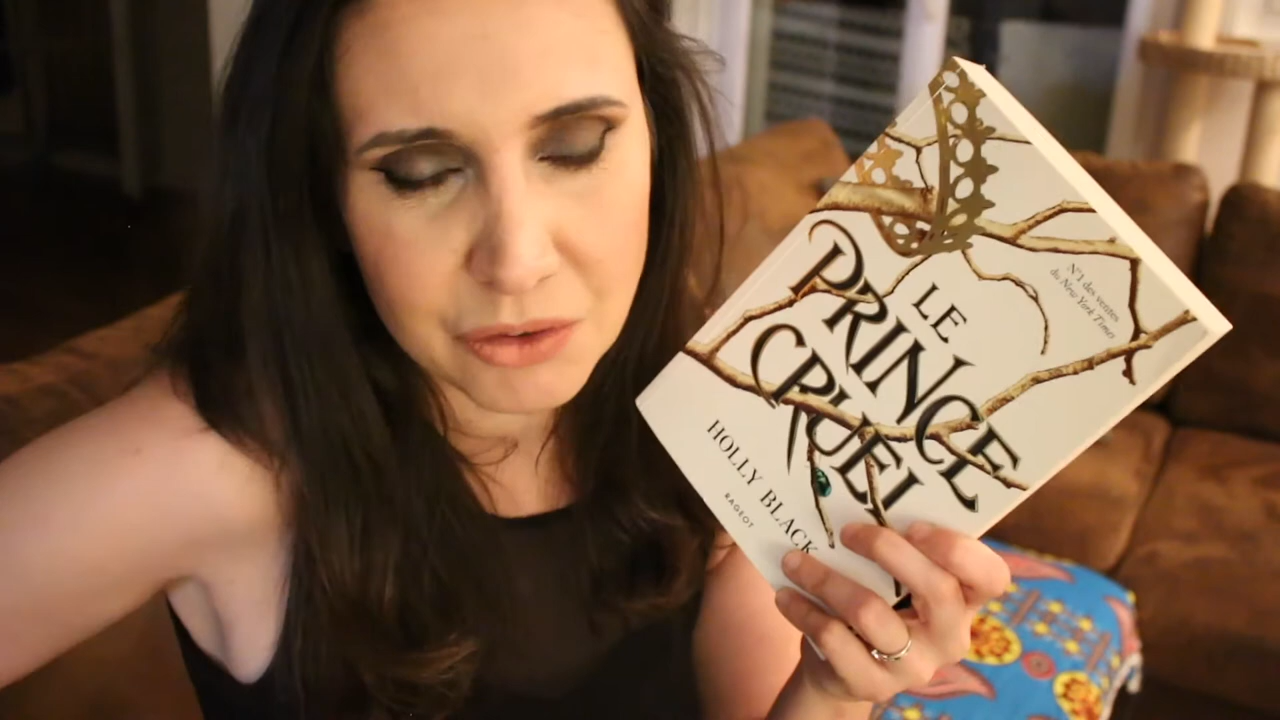 N°1 des ventes
du New York Times
LE
PRINCE
CRUEL
HOLLY BLACK
RAGEOT